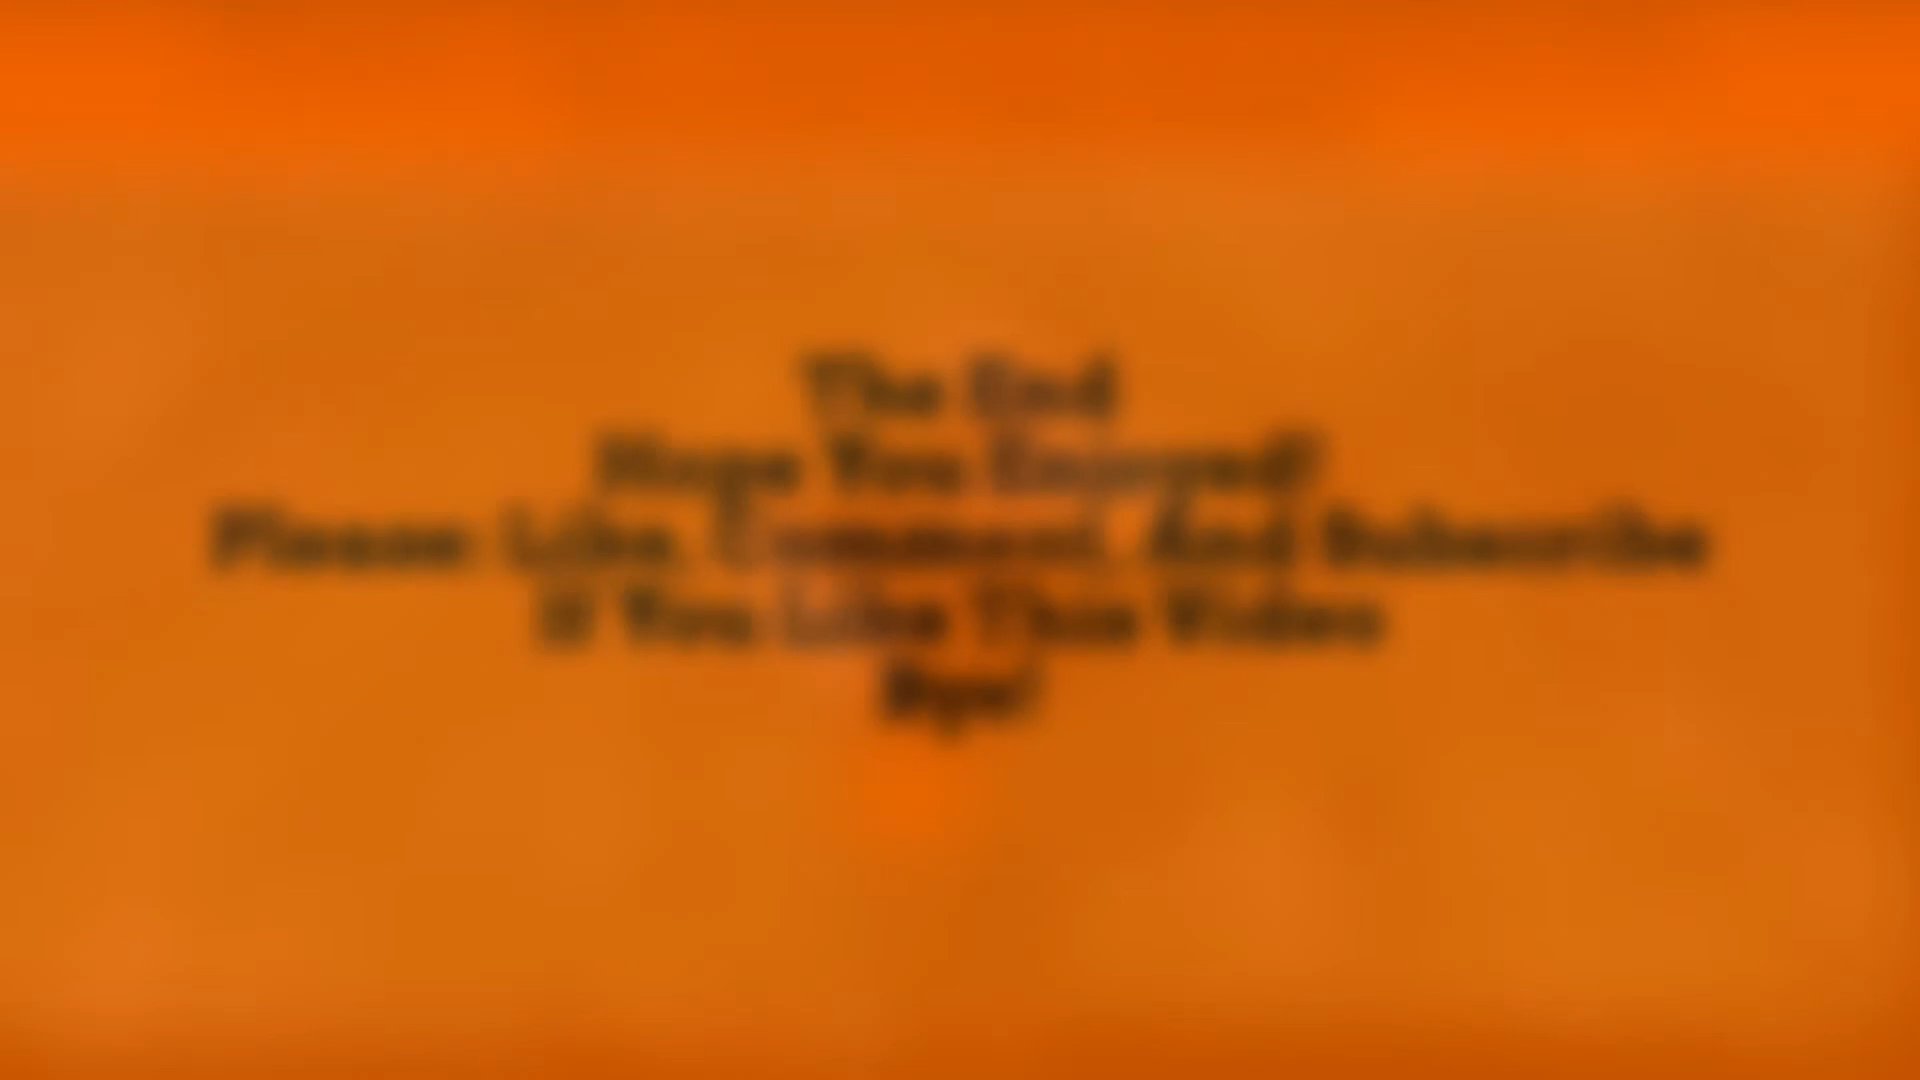 The End
Hope You Enjoyed!
Please Like, Comment, And Subscribe
If You Like This Video
Bye!